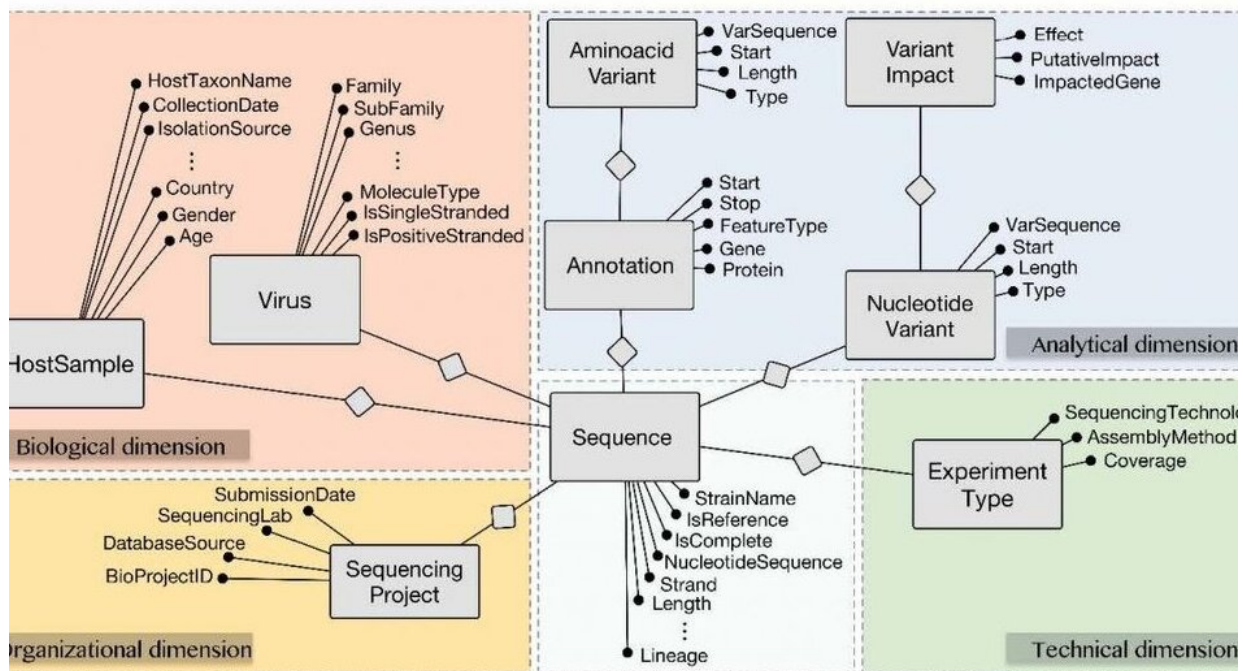 HostTaxonName
CollectionDate
IsolationSource
Country
Gender
Age
HostSample
Family
SubFamily
Genus
MoleculeType
IsSingleStranded
IsPositiveStranded
Virus
Biological dimension
Aminoacid
Variant
VarSequence
Start
Length
Type
Variant
Impact
Effect
PutativeImpact
ImpactedGene
Annotation
Start
Stop
FeatureType
Gene
Protein
Nucleotide
Variant
VarSequence
Start
Length
Type
Analytical dimension
Sequence
StrainName
IsReference
IsComplete
NucleotideSequence
Strand
Length
Lineage
SubmissionDate
SequencingLab
DatabaseSource
BioProjectID
Sequencing
Project
Organizational dimension
Experiment
Type
SequencingTechnolo
AssemblyMethod
Coverage
Technical dimension